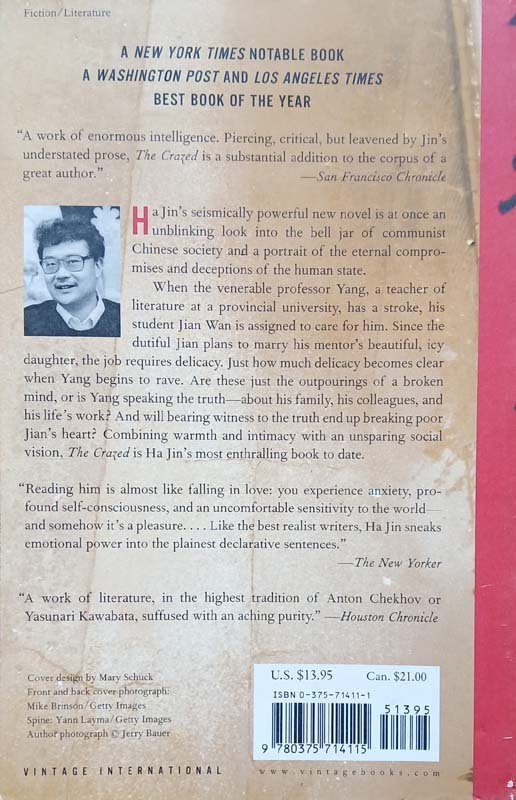 Fiction/Literature
A NEW YORK TIMES NOTABLE BOOK
A WASHINGTON POST AND LOS ANGELES TIMES
BEST BOOK OF THE YEAR
“A work of enormous intelligence. Piercing, critical, but leavened by Jin’s
understated prose, The Crazed is a substantial addition to the corpus of a
great author.”
—San Francisco Chronicle
Ha Jin’s seismically powerful new novel is at once an
unblinking look into the bell jar of communist
Chinese society and a portrait of the eternal compro-
mises and deceptions of the human state.
When the venerable professor Yang, a teacher of
literature at a provincial university, has a stroke, his
student Jian Wan is assigned to care for him. Since the
dutiful Jian plans to marry his mentor’s beautiful, icy
daughter, the job requires delicacy. Just how much delicacy becomes clear
when Yang begins to rave. Are these just the outpourings of a broken
mind, or is Yang speaking the truth—about his family, his colleagues, and
his life’s work? And will bearing witness to the truth end up breaking poor
Jian’s heart? Combining warmth and intimacy with an unsparing social
vision, The Crazed is Ha Jin’s most enthralling book to date.
“Reading him is almost like falling in love: you experience anxiety, pro-
found self-consciousness, and an uncomfortable sensitivity to the world—
and somehow it’s a pleasure. . . . Like the best realist writers, Ha Jin sneaks
emotional power into the plainest declarative sentences.”
—The New Yorker
“A work of literature, in the highest tradition of Anton Chekhov or
Yasunari Kawabata, suffused with an aching purity.” —Houston Chronicle
Cover design by Mary Schuck
Front and back cover photograph:
Mike Brinson/Getty Images
Spine: Yann Layma/Getty Images
Author photograph © Jerry Bauer
U.S. $13.95 Can. $21.00
ISBN 0-375-71411-1
51395
9 780375 714115
VINTAGE INTERNATIONAL
www.vintagebooks.com